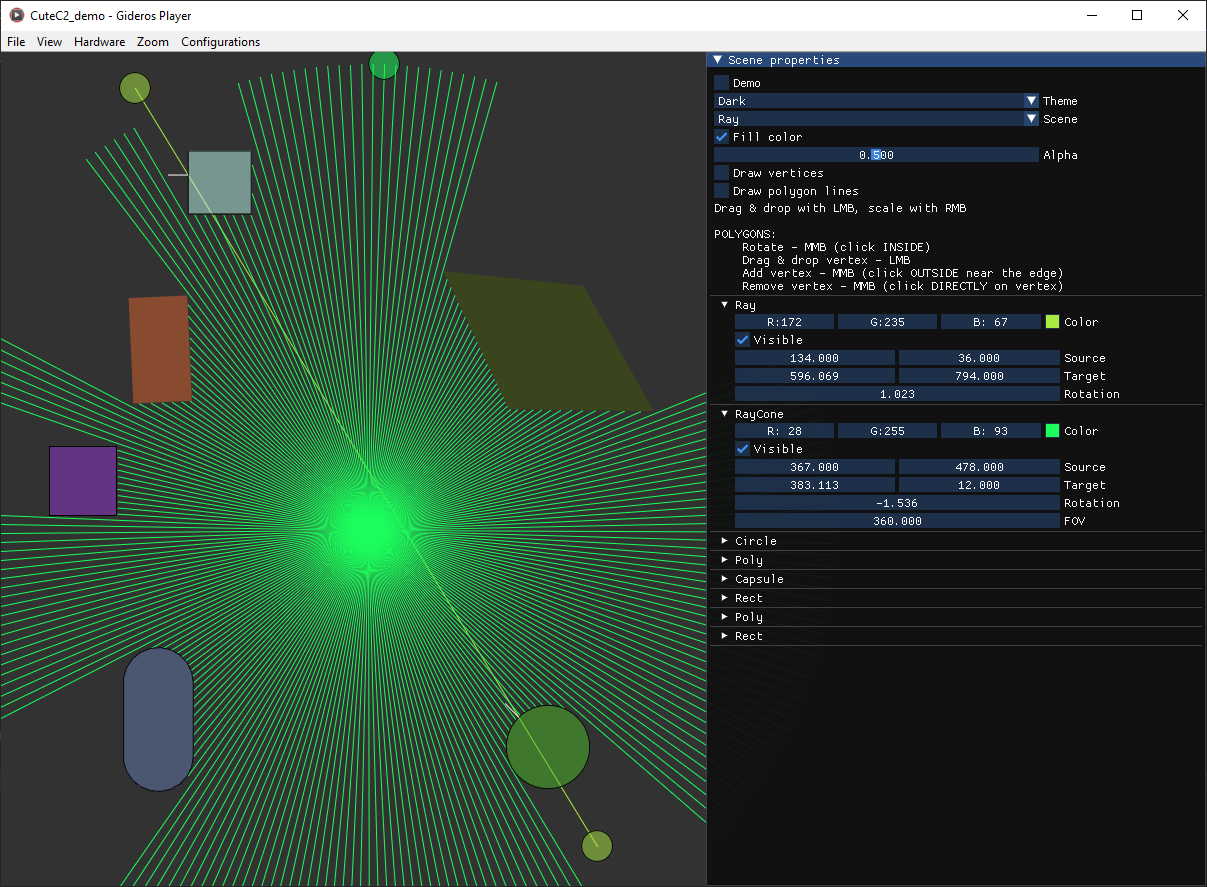 CuteC2_demo - Gideros Player
File View Hardware Zoom Configurations
Scene properties
Demo
Dark Theme
Ray Scene
Fill color
0.500 Alpha
Draw vertices
Draw polygon lines
Drag & drop with LMB, scale with RMB
POLYGONS:
Rotate - MMB (click INSIDE)
Drag & drop vertex - LMB
Add vertex - MMB (click OUTSIDE near the edge)
Remove vertex - MMB (click DIRECTLY on vertex)
Ray
R:172 G:235 B: 67 Color
Visible
134.000 36.000 Source
596.069 794.000 Target
1.023 Rotation
RayCone
R: 28 G:255 B: 93 Color
Visible
367.000 478.000 Source
383.113 12.000 Target
-1.536 Rotation
360.000 FOV
Circle
Poly
Capsule
Rect
Poly
Rect